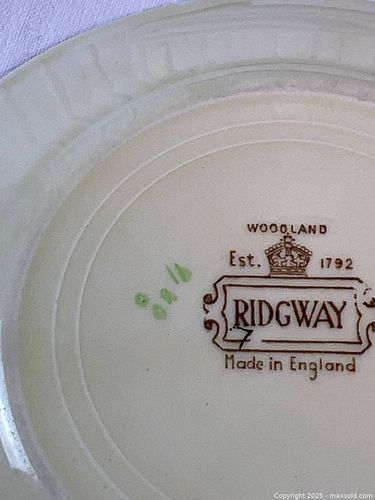 WOODLAND
Est. 1792
RIDGWAY
7
Made in England
Copyright 2025 - maxsold.com